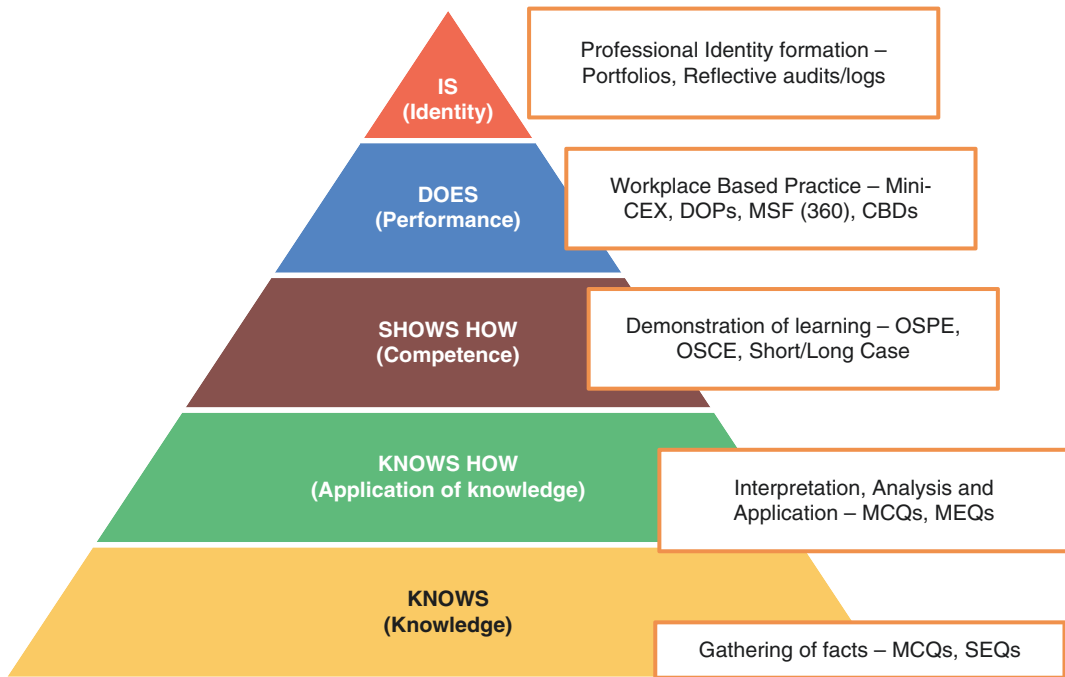 IS
(Identity)
Professional Identity formation –
Portfolios, Reflective audits/logs
DOES
(Performance)
Workplace Based Practice – Mini-
CEX, DOPs, MSF (360), CBDs
SHOWS HOW
(Competence)
Demonstration of learning – OSPE,
OSCE, Short/Long Case
KNOWS HOW
(Application of knowledge)
Interpretation, Analysis and
Application – MCQs, MEQs
KNOWS
(Knowledge)
Gathering of facts – MCQs, SEQs